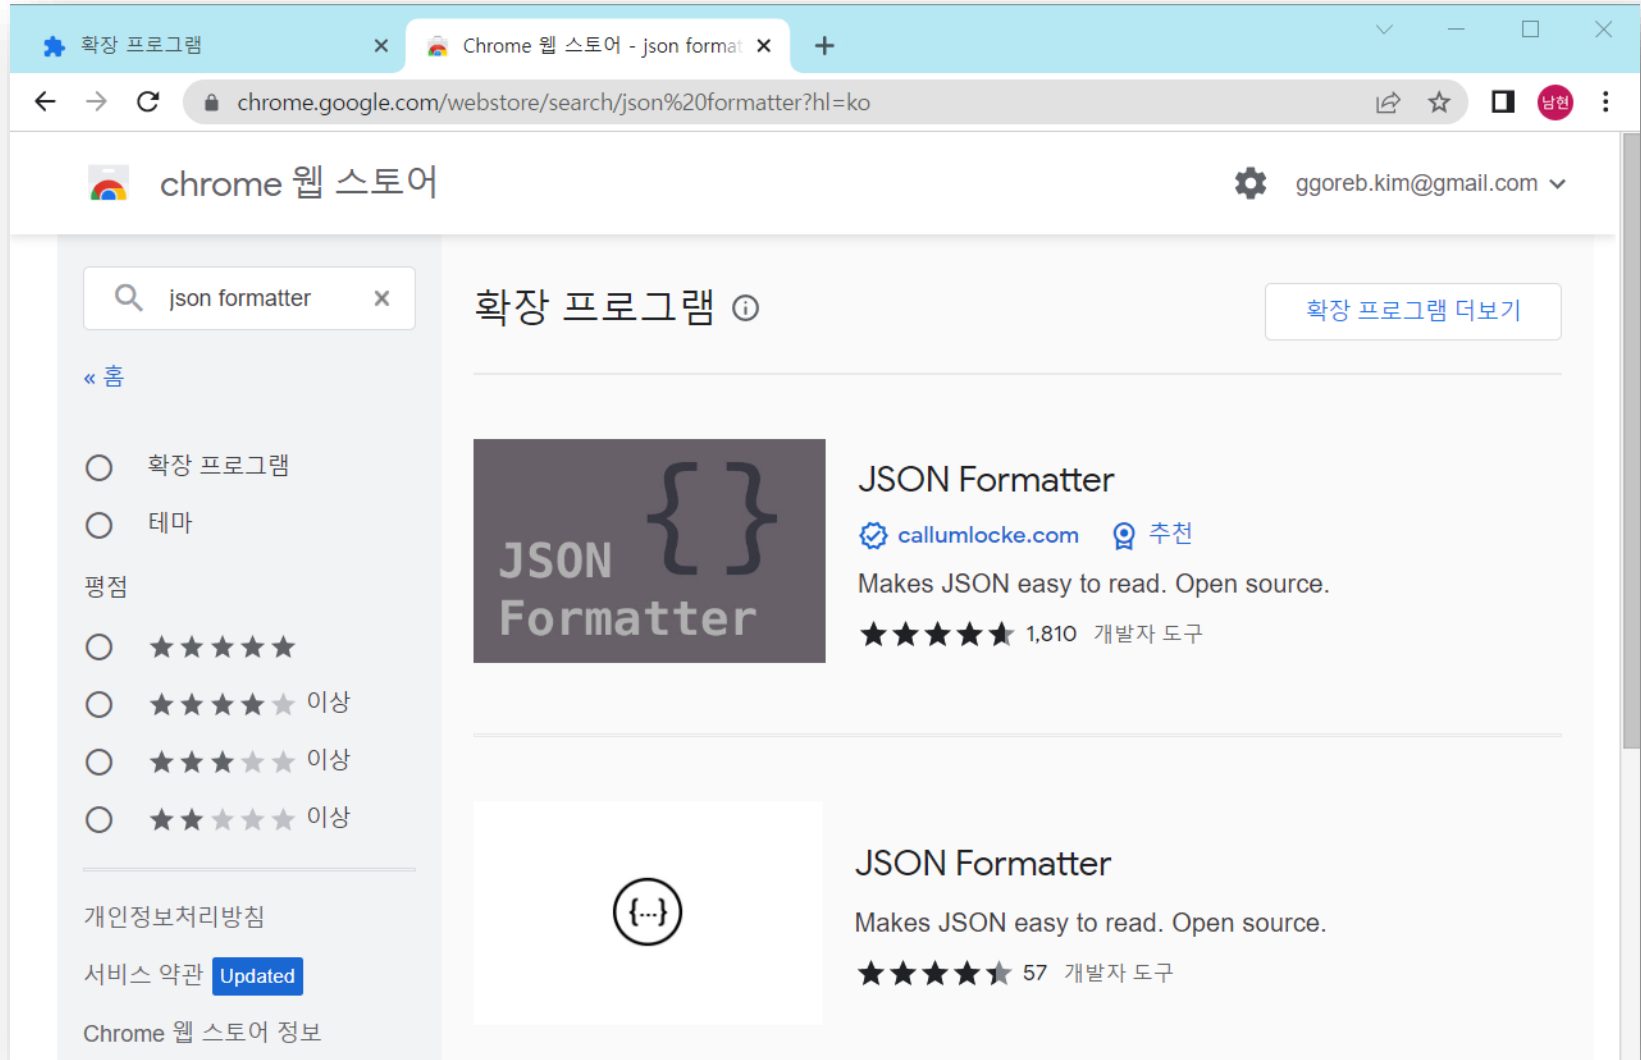 확장 프로그램
Chrome 웹 스토어 - json format
chrome.google.com/webstore/search/json%20formatter?hl=ko
남현
chrome 웹 스토어
ggoreb.kim@gmail.com
json formatter
« 홈
확장 프로그램
테마
평점
이상
이상
이상
개인정보처리방침
서비스 약관 Updated
Chrome 웹 스토어 정보
확장 프로그램
확장 프로그램 더보기
{ }
JSON
Formatter
JSON Formatter
callumlocke.com 추천
Makes JSON easy to read. Open source.
1,810 개발자 도구
{...}
JSON Formatter
Makes JSON easy to read. Open source.
57 개발자 도구